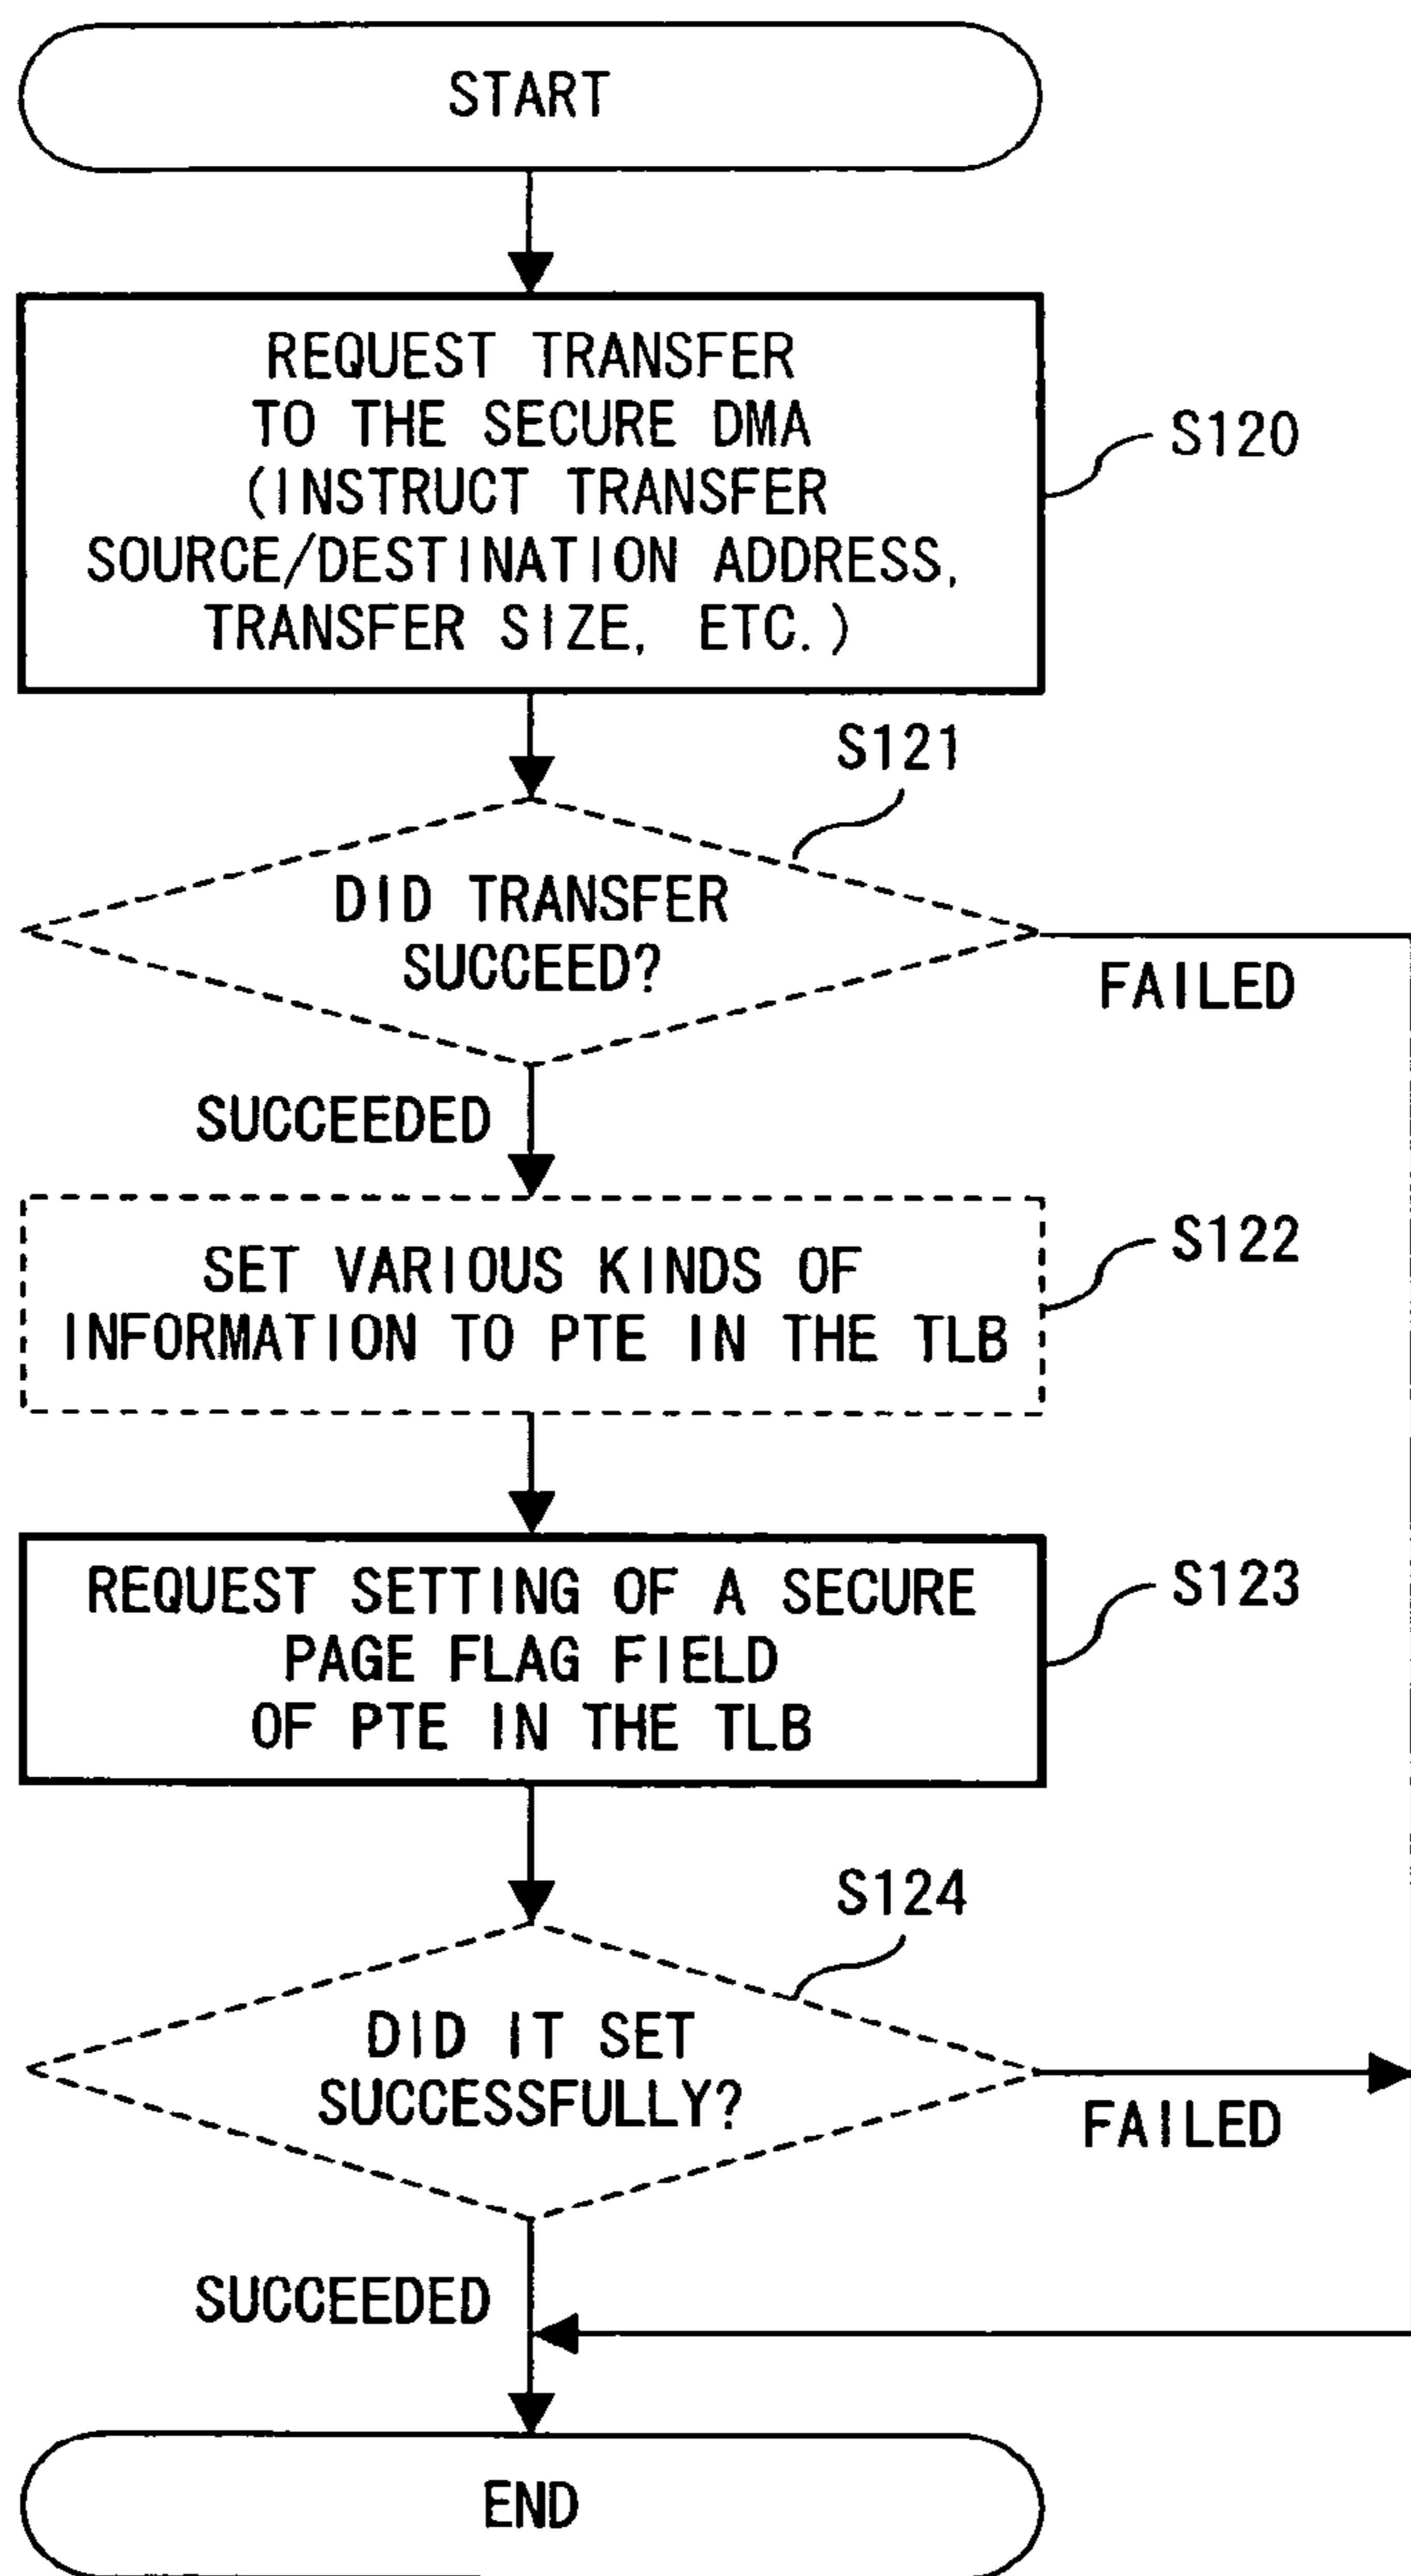 START
REQUEST TRANSFER
TO THE SECURE DMA
(INSTRUCT TRANSFER
SOURCE/DESTINATION ADDRESS,
TRANSFER SIZE, ETC.)
S120
S121
DID TRANSFER
SUCCEED?
FAILED
SUCCEEDED
SET VARIOUS KINDS OF
INFORMATION TO PTE IN THE TLB
S122
REQUEST SETTING OF A SECURE
PAGE FLAG FIELD
OF PTE IN THE TLB
S123
S124
DID IT SET
SUCCESSFULLY?
FAILED
SUCCEEDED
END